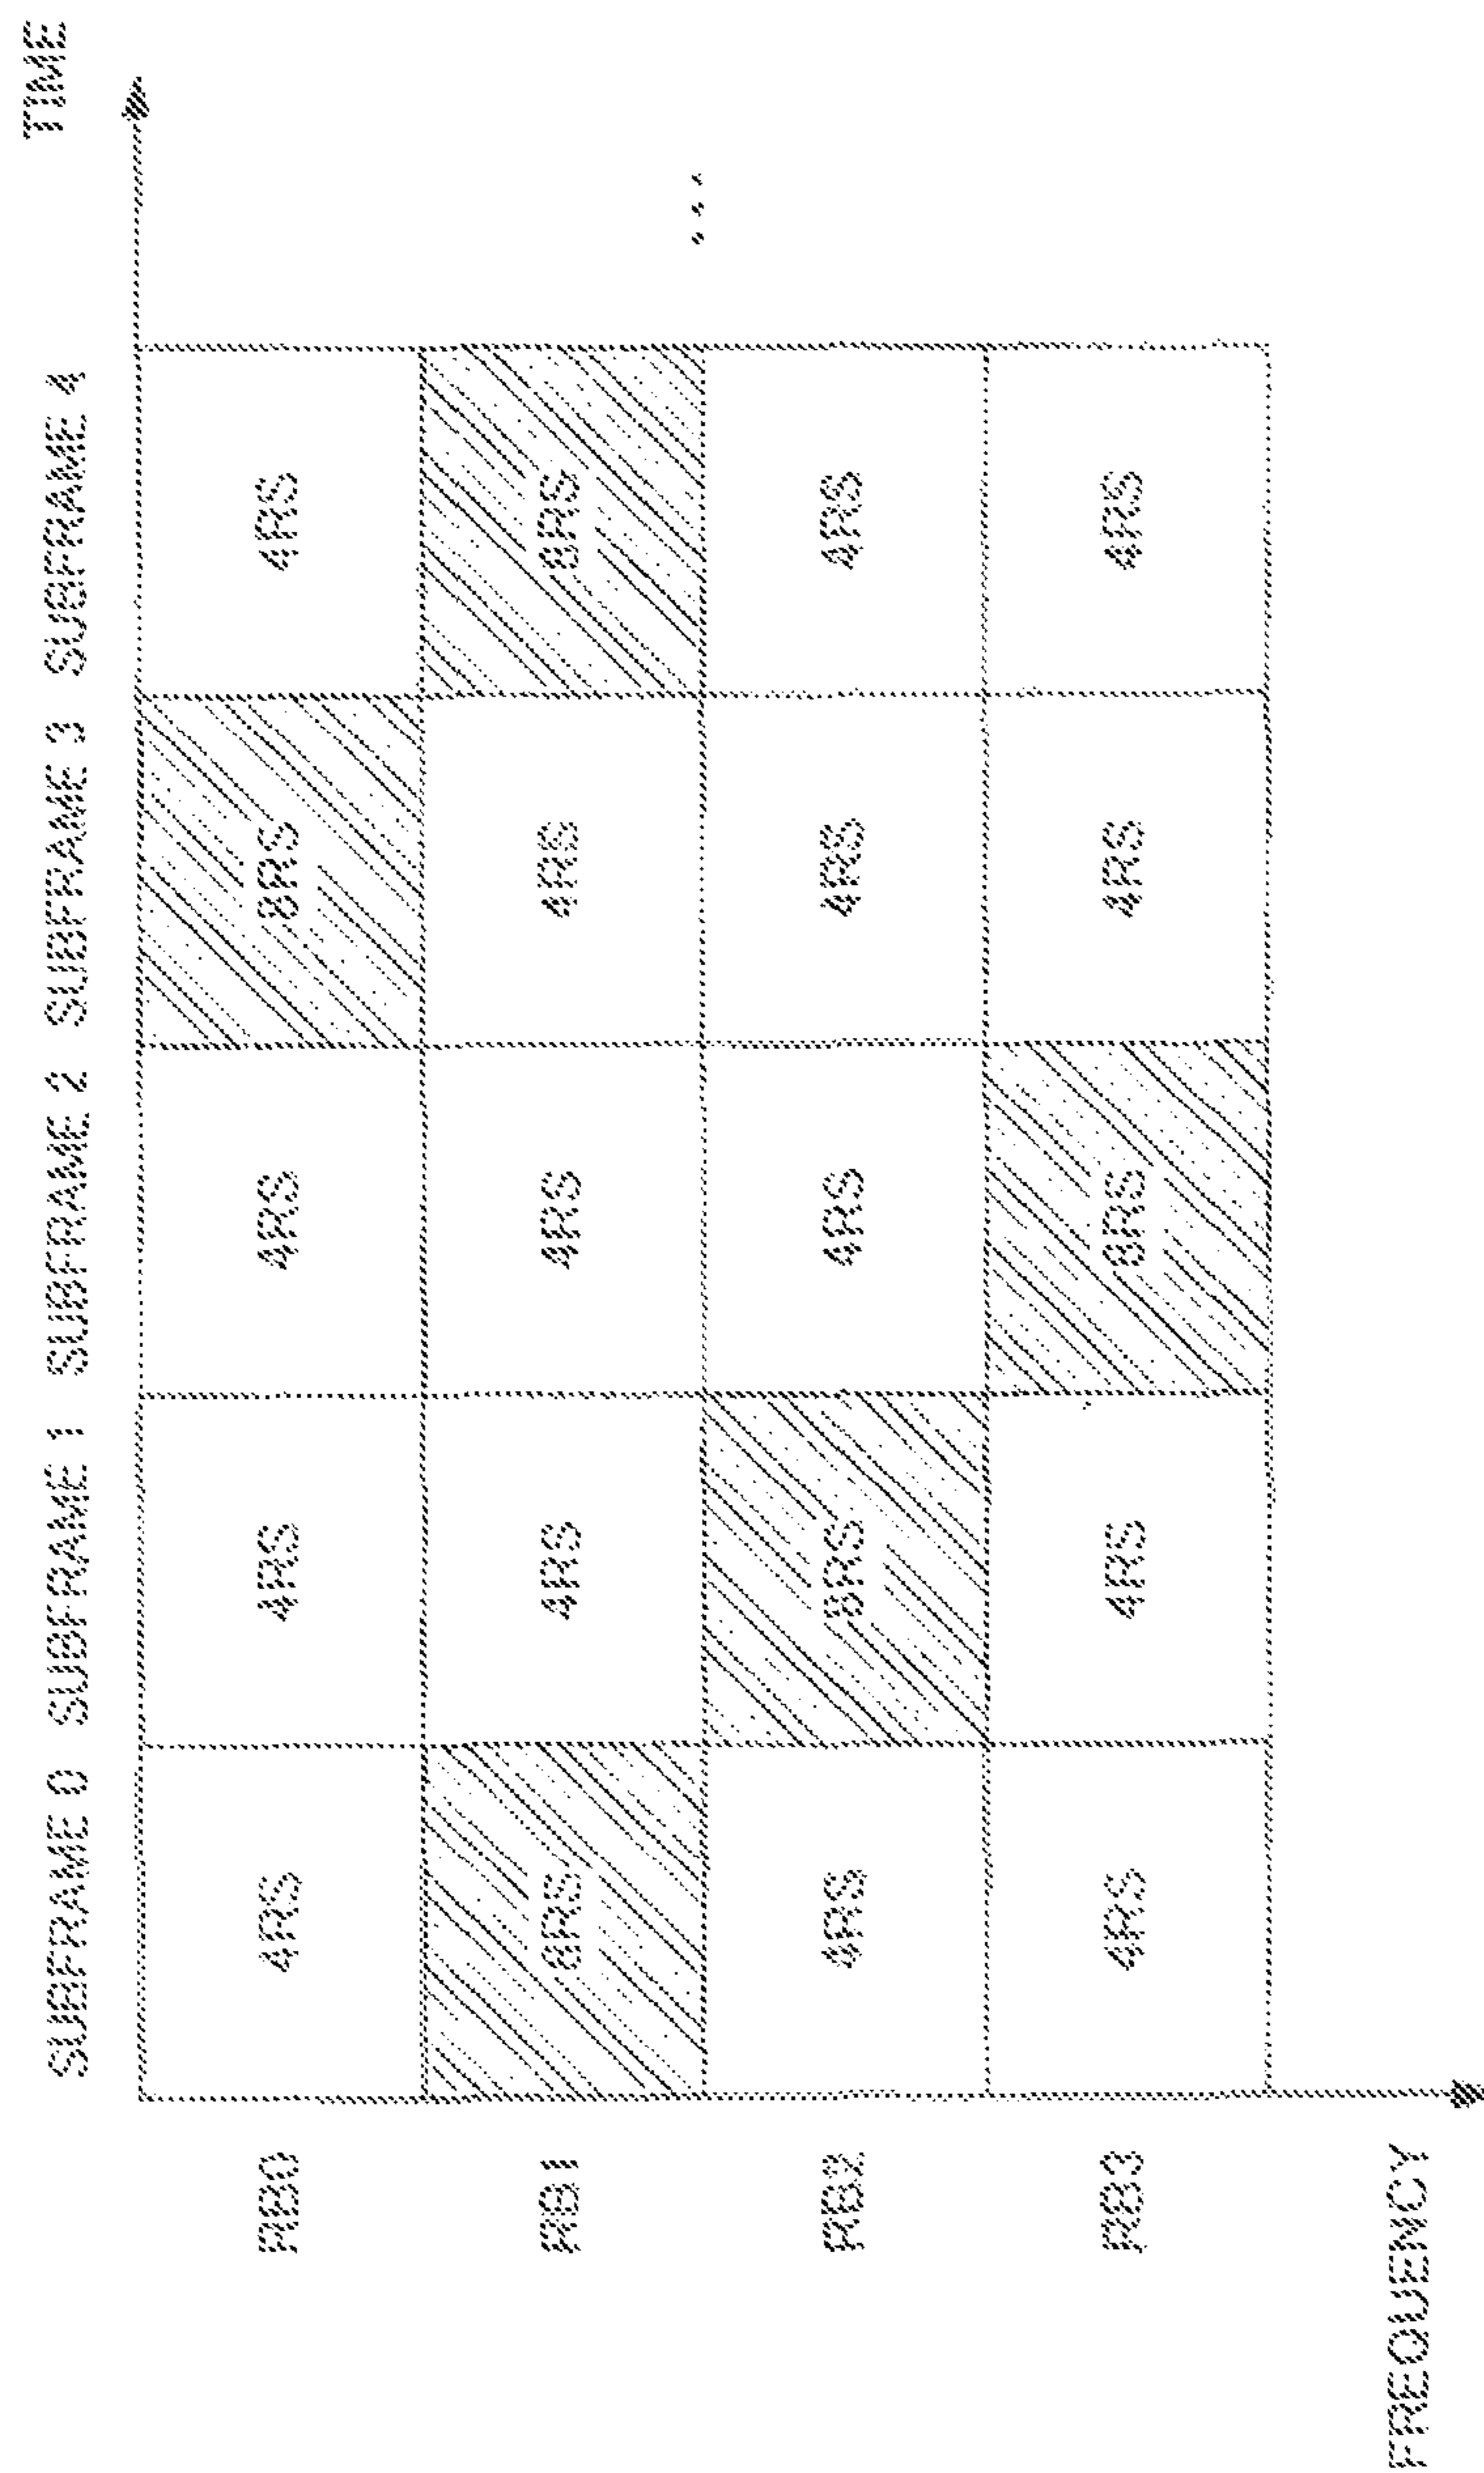 TIME
SUBFRAME 0 SUBFRAME 1 SUBFRAME 2 SUBFRAME 3 SUBFRAME 4
RB0 4RS 4RS 4RS 8RS 4RS
RB1 8RS 4RS 4RS 4RS 8RS
...
RB2 4RS 8RS 4RS 4RS 4RS
RB3 4RS 4RS 8RS 4RS 4RS
FREQUENCY